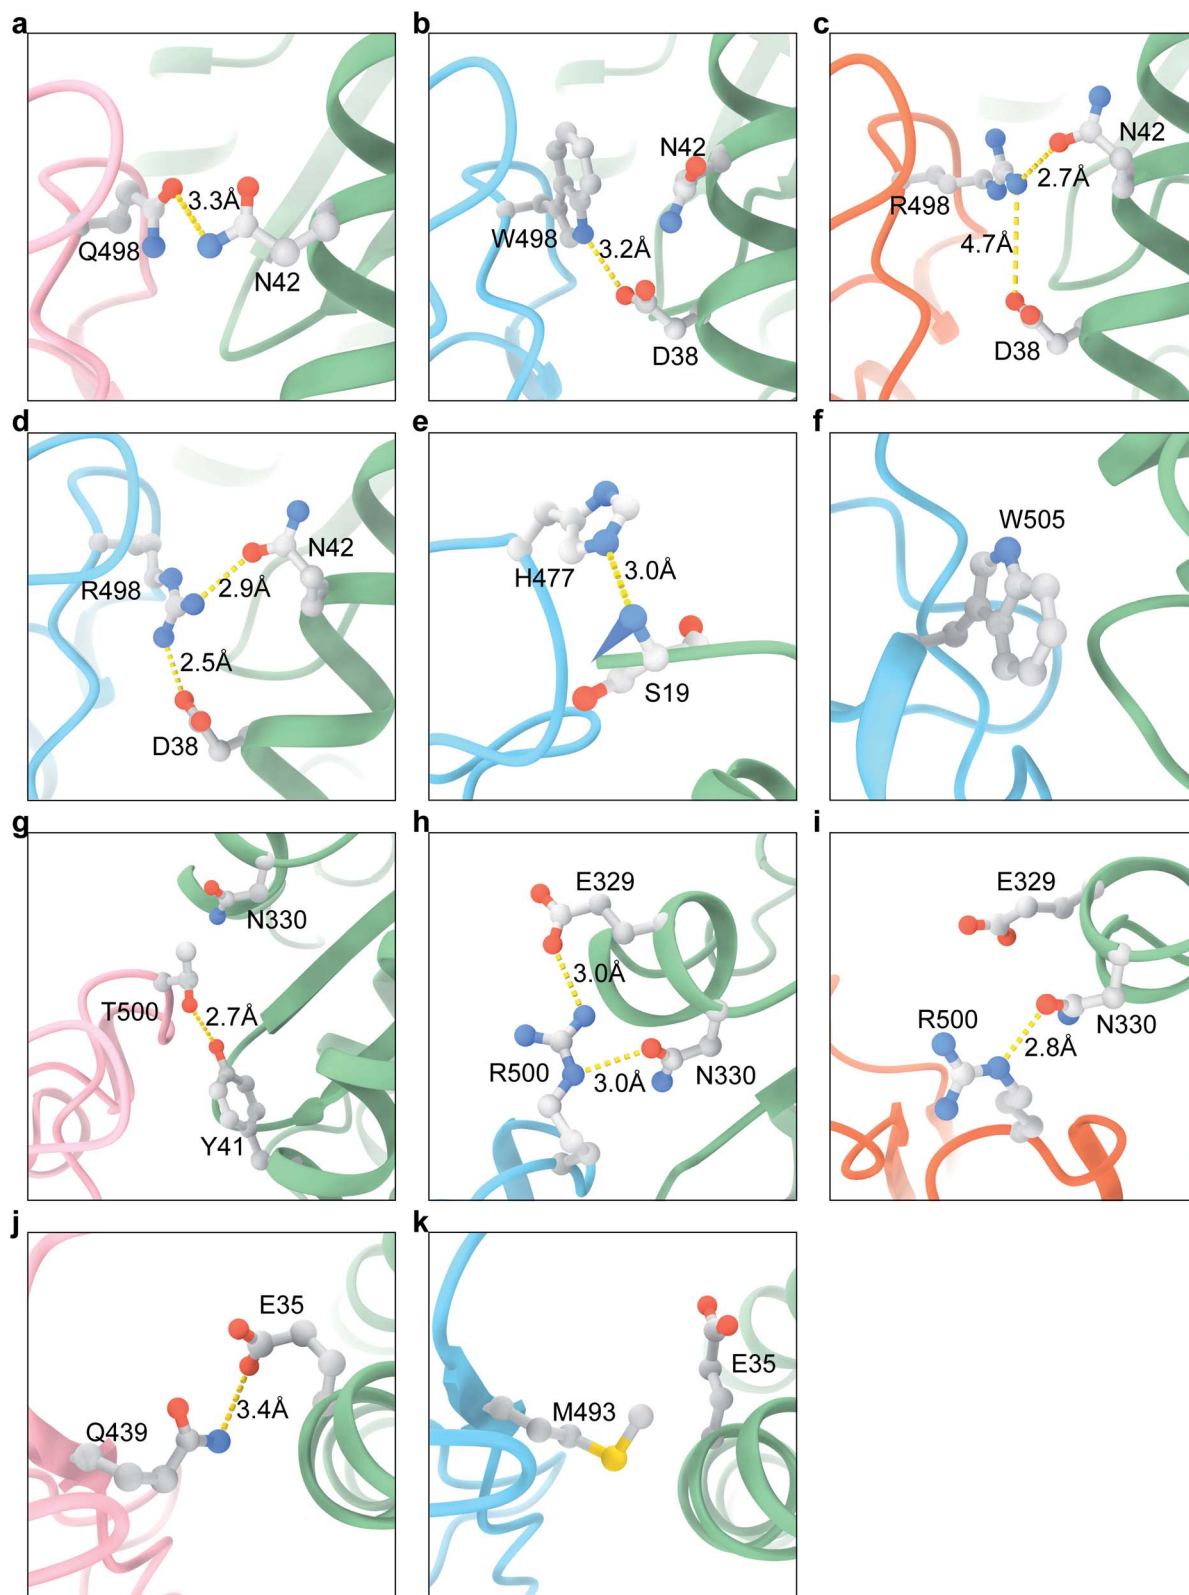 a
3.3Å
Q498
N42
b
N42
W498
3.2Å
D38
c
N42
2.7Å
R498
4.7Å
D38
d
N42
R498
2.9Å
2.5Å
D38
e
H477
3.0Å
S19
f
W505
g
N330
T500
2.7Å
Y41
h
E329
3.0Å
R500
3.0Å
N330
i
E329
R500
N330
2.8Å
j
E35
3.4Å
Q439
k
E35
M493